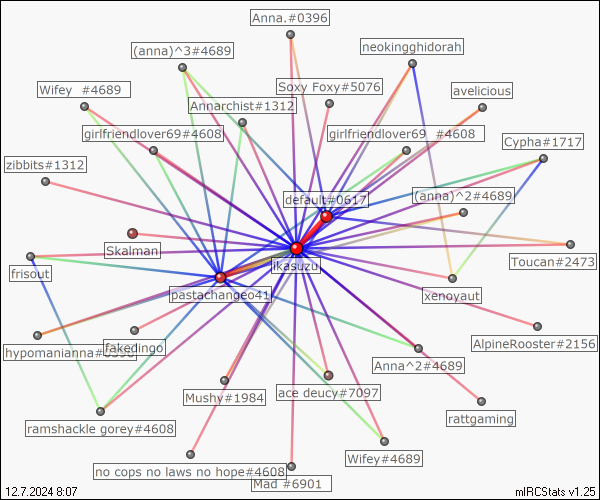 Anna.#0396
neokingghidorah
(anna)^3#4689
Soxy Foxy#5076
Wifey  #4689
avelicious
Annarchist#1312
girlfriendlover69#4608
girlfriendlover69  #4608
Cypha#1717
zibbits#1312
default#0617
(anna)^2#4689
Skalman
Toucan#2473
ikasuzu
frisout
pastachange041
xenoyaut
hypomanianna
fakedingo
AlpineRooster#2156
Anna^2#4689
Mushy#1984
ace deucy#7097
rattgaming
ramshackle gorey#4608
Wifey#4689
no cops no laws no hope#4608
Mad #6901
12.7.2024 8:07
mIRCStats v1.25